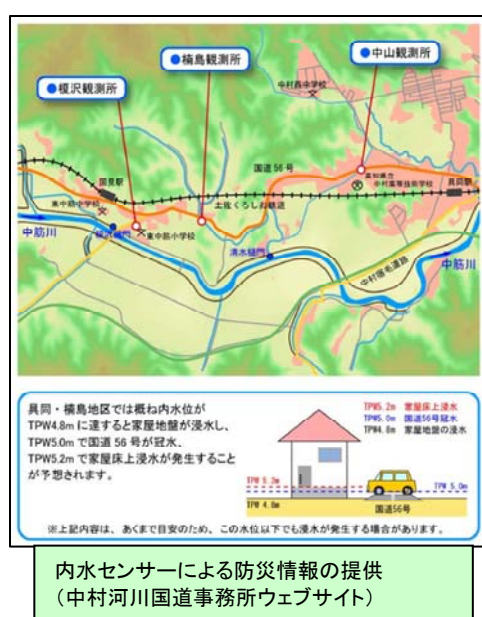 ●楠島観測所
●中山観測所
●榎沢観測所
中村西中学校
国道56号
高知県立
中村高等技術学校
具同駅
国見駅
東中筋中学校
土佐くろしお鉄道
東中筋小学校
中筋川
清水樋門
中村宿毛道路
中筋川
具同・楠島地区では概ね内水位が
TPW4.8mに達すると家屋地盤が浸水し、
TPW5.0mで国道56号が冠水、
TPW5.2mで家屋床上浸水が発生すること
が予想されます。
TPW5.2m 家屋床上浸水
TPW5.0m 国道56号冠水
TPW4.8m 家屋地盤の浸水
TPW 5.0m
TPW 4.8m
国道56号
※上記内容は、あくまで目安のため、この水位以下でも浸水が発生する場合があります。
内水センサーによる防災情報の提供
(中村河川国道事務所ウェブサイト)